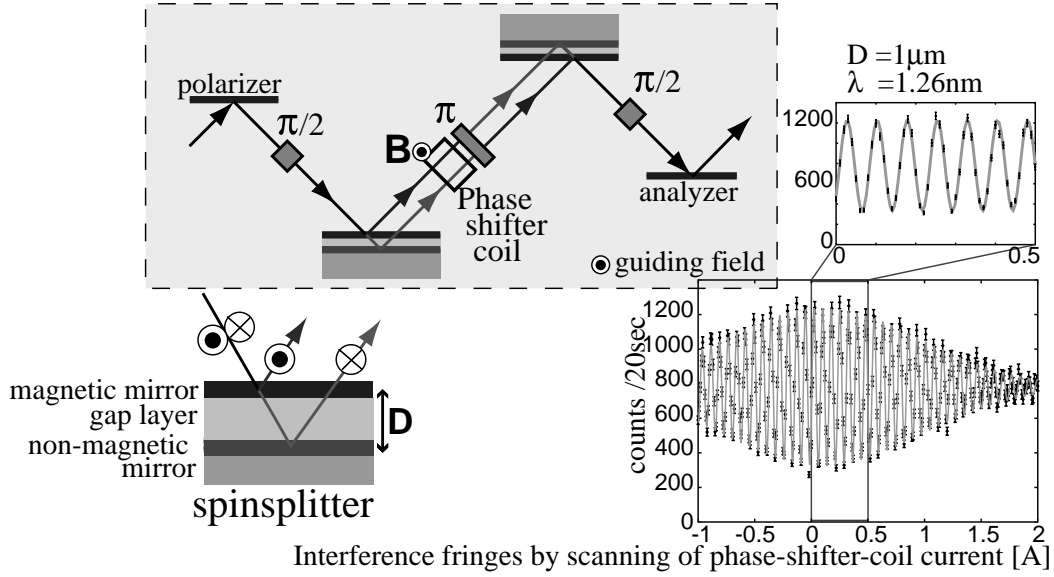 polarizer
π/2
B
π
Phase
shifter
coil
π/2
analyzer
guiding field
D =1μm
λ =1.26nm
1200
600
0
0
0.5
magnetic mirror
gap layer
non-magnetic
mirror
D
spinsplitter
counts /20sec
1200
1000
800
600
400
200
0
-1
-0.5
0
0.5
1
1.5
2
Interference fringes by scanning of phase-shifter-coil current [A]